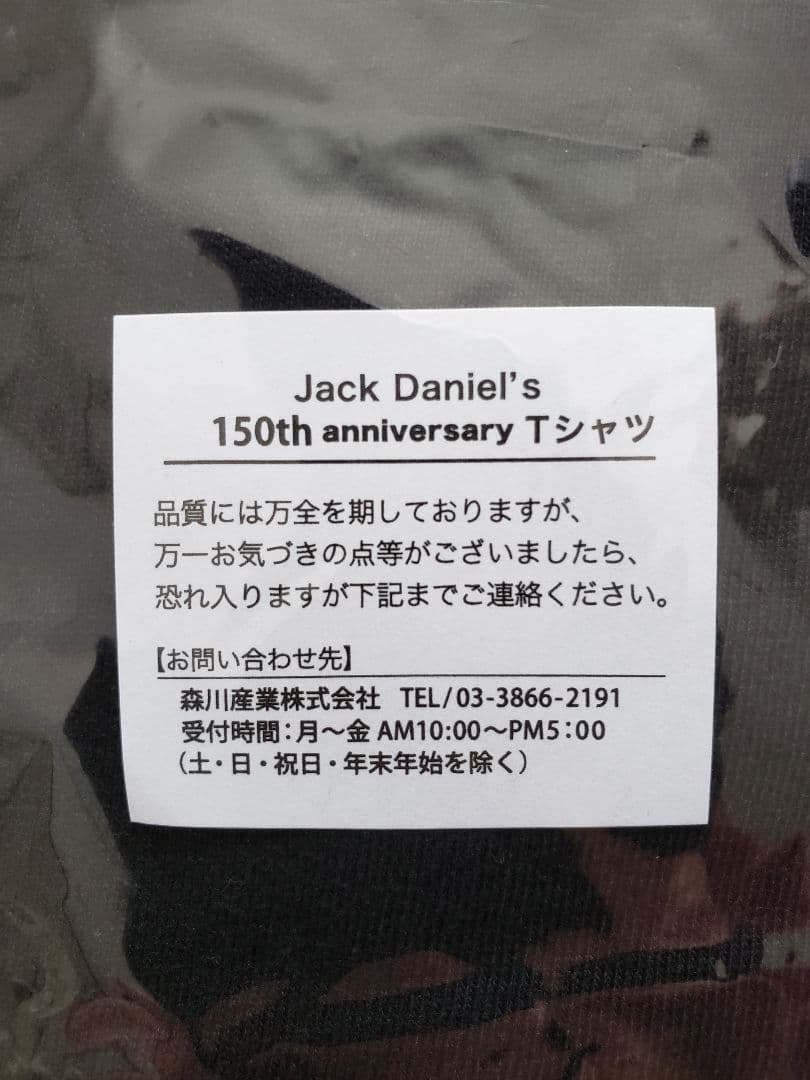 Jack Daniel's
150th anniversary Tシャツ
品質には万全を期しておりますが、
万一お気づきの点等がございましたら、
恐れ入りますが下記までご連絡ください。
【お問い合わせ先】
森川産業株式会社 TEL/03-3866-2191
受付時間：月～金 AM10:00～PM5:00
（土・日・祝日・年末年始を除く）